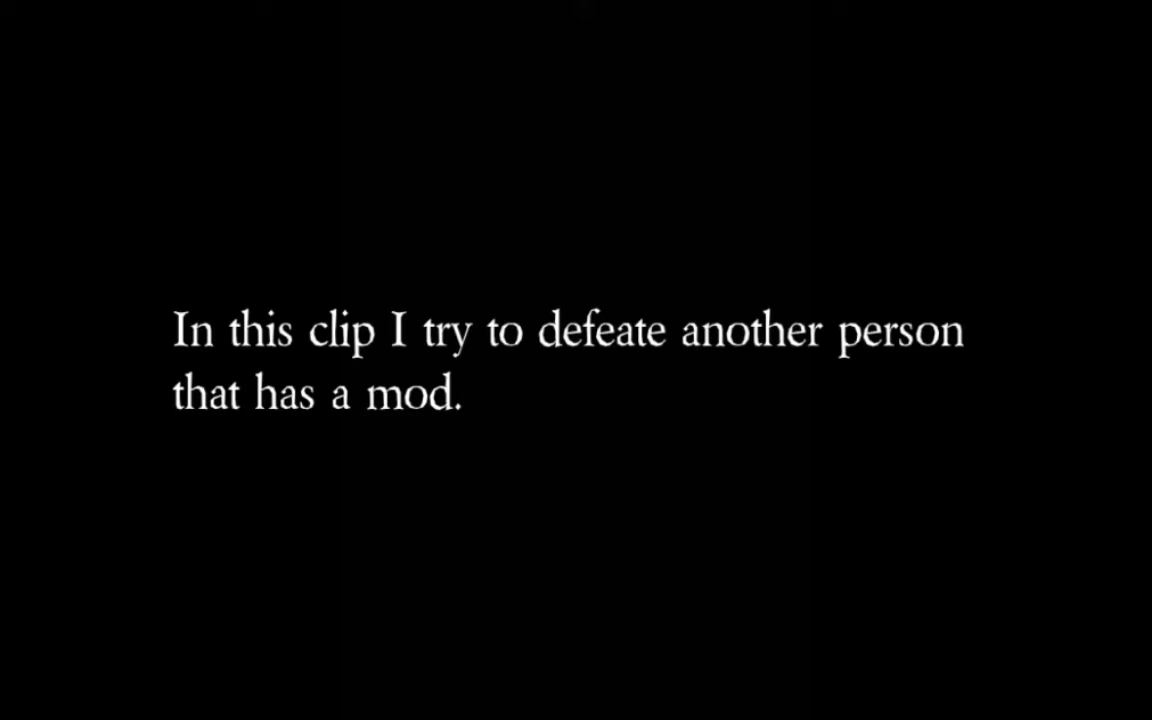 In this clip I try to defeate another person
that has a mod.